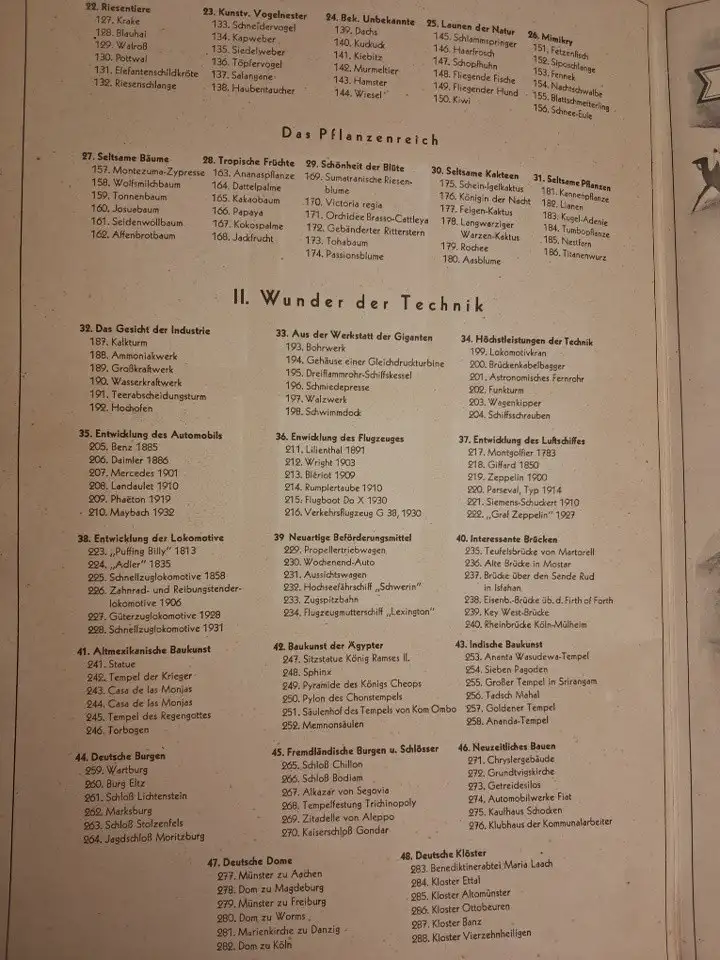 22. Riesentiere
127. Krake
128. Blauhai
129. Walroß
130. Pottwal
131. Elefantenschildkröte
132. Riesenschlange
23. Kunstv. Vogelnester
133. Schneidervogel
134. Kapweber
135. Siedelweber
136. Töpfervogel
137. Salangene
138. Haubentaucher
24. Bek. Unbekannte
139. Dachs
140. Kuckuck
141. Kiebitz
142. Murmeltier
143. Hamster
144. Wiesel
25. Launen der Natur
145. Schlammspringer
146. Haarfrosch
147. Schopfhuhn
148. Fliegende Fische
149. Fliegender Hund
150. Kiwi
26. Mimikry
151. Fetzenfisch
152. Siposchlange
153. Fennek
154. Nachtschwalbe
155. Blattschmetterling
156. Schnee-Eule
Das Pflanzenreich
27. Seltsame Bäume
157. Montezuma-Zypresse
158. Wolfsmilchbaum
159. Tonnenbaum
160. Josuabaum
161. Seidenwollbaum
162. Affenbrotbaum
28. Tropische Früchte
163. Ananaspflanze
164. Dattelpalme
165. Kakaobaum
166. Papaya
167. Kokospalme
168. Jackfrucht
29. Schönheit der Blüte
169. Sumatranische Riesen-
blume
170. Victoria regia
171. Orchidee Brasso-Cattleya
172. Gebänderter Ritterstern
173. Tohabaum
174. Passionsblume
30. Seltsame Kakteen
175. Schein-Igelkaktus
176. Königin der Nacht
177. Feigen-Kaktus
178. Langwarziger
Warzen-Kaktus
179. Rochee
180. Aasblume
31. Seltsame Pflanzen
181. Kannenpflanze
182. Lianen
183. Kugel-Adenie
184. Tumbopflanze
185. Nestfarn
186. Titanenwurz
II. Wunder der Technik
32. Das Gesicht der Industrie
187. Kalkturm
188. Ammoniakwerk
189. Großkraftwerk
190. Wasserkraftwerk
191. Teerabscheidungsturm
192. Hochofen
33. Aus der Werkstatt der Giganten
193. Bohrwerk
194. Gehäuse einer Gleichdruckturbine
195. Dreiflammrohr-Schiffskessel
196. Schmiedepresse
197. Walzwerk
198. Schwimmdock
34. Höchstleistungen der Technik
199. Lokomotivkran
200. Brückenkabelbagger
201. Astronomisches Fernrohr
202. Funkturm
203. Wagenkipper
204. Schiffsschrauben
35. Entwicklung des Automobils
205. Benz 1885
206. Daimler 1886
207. Mercedes 1901
208. Landaulet 1910
209. Phaëton 1919
210. Maybach 1932
36. Enwicklung des Flugzeuges
211. Lilienthal 1891
212. Wright 1903
213. Blériot 1909
214. Rumplertaube 1910
215. Flugboot Do X 1930
216. Verkehrsflugzeug G 38, 1930
37. Entwicklung des Luftschiffes
217. Montgolfier 1783
218. Giffard 1850
219. Zeppelin 1900
220. Parseval, Typ 1914
221. Siemens-Schuckert 1910
222. „Graf Zeppelin" 1927
38. Entwicklung der Lokomotive
223. „Puffing Billy" 1813
224. „Adler" 1835
225. Schnellzuglokomotive 1858
226. Zahnrad- und Reibungstender-
lokomotive 1906
227. Güterzuglokomotive 1928
228. Schnellzuglokomotive 1931
39 Neuartige Beförderungsmittel
229. Propellertriebwagen
230. Wochenend-Auto
231. Aussichtswagen
232. Hochseefährschiff „Schwerin"
233. Zugspitzbahn
234. Flugzeugmutterschiff „Lexington"
40. Interessante Brücken
235. Teufelsbrücke von Martorell
236. Alte Brücke in Mostar
237. Brücke über den Sende Rud
in Isfahan
238. Eisenb.-Brücke üb. d. Firth of Forth
239. Key West-Brücke
240. Rheinbrücke Köln-Mülheim
41. Altmexikanische Baukunst
241. Statue
242. Tempel der Krieger
243. Casa de las Monjas
244. Casa de las Monjas
245. Tempel des Regengottes
246. Torbogen
42. Baukunst der Ägypter
247. Sitzstatue König Ramses II.
248. Sphinx
249. Pyramide des Königs Cheops
250. Pylon des Chonstempels
251. Säulenhof des Tempels von Kom Ombo
252. Memnonsäulen
43. Indische Baukunst
253. Ananta Wasudewa-Tempel
254. Sieben Pagoden
255. Großer Tempel in Srirangam
256. Tadsch Mahal
257. Goldener Tempel
258. Ananda-Tempel
44. Deutsche Burgen
259. Wartburg
260. Burg Eltz
261. Schloß Lichtenstein
262. Marksburg
263. Schloß Stolzenfels
264. Jagdschloß Moritzburg
45. Fremdländische Burgen u. Schlösser
265. Schloß Chillon
266. Schloß Bodiam
267. Alkazar von Segovia
268. Tempelfestung Trichinopoly
269. Zitadelle von Aleppo
270. Kaiserschloß Gondar
46. Neuzeitliches Bauen
271. Chryslergebäude
272. Grundtvigskirche
273. Getreidesilos
274. Automobilwerke Fiat
275. Kaufhaus Schocken
276. Klubhaus der Kommunalarbeiter
47. Deutsche Dome
277. Münster zu Aachen
278. Dom zu Magdeburg
279. Münster zu Freiburg
280. Dom zu Worms
281. Marienkirche zu Danzig
282. Dom zu Köln
48. Deutsche Klöster
283. Benediktinerabtei Maria Laach
284. Kloster Ettal
285. Kloster Altomünster
286. Kloster Ottobeuren
287. Kloster Banz
288. Kloster Vierzehnheiligen